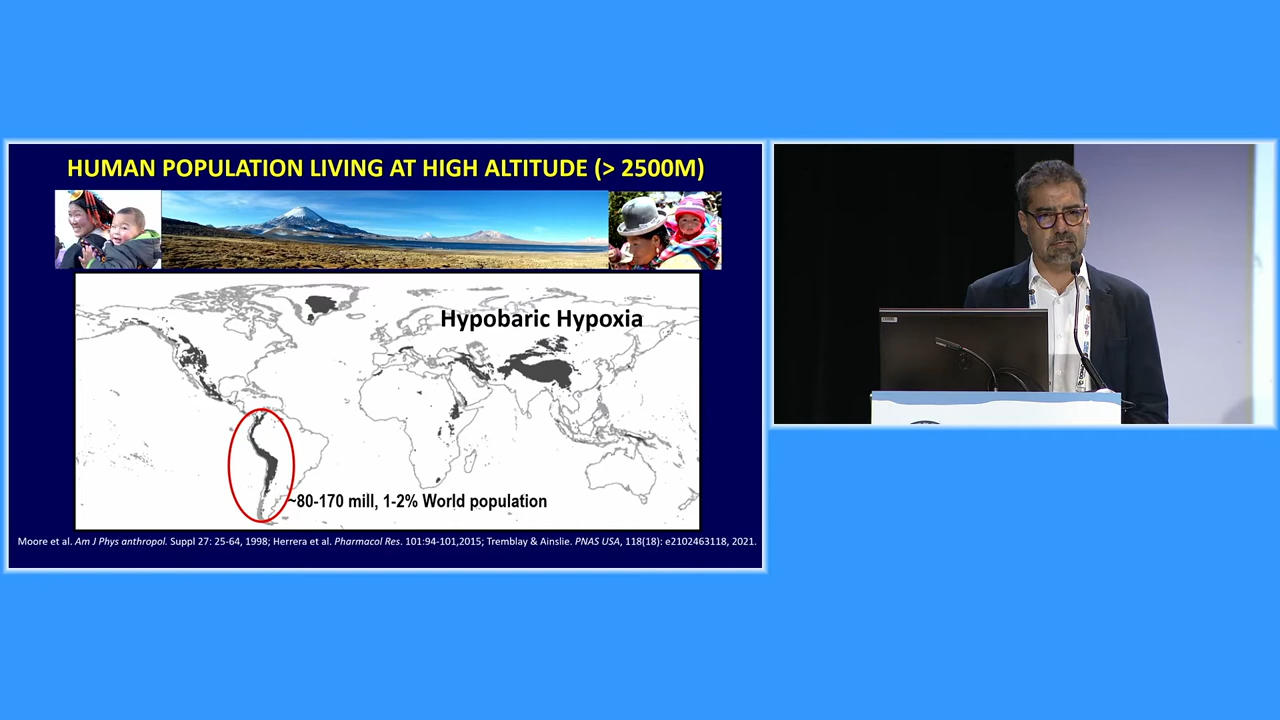 HUMAN POPULATION LIVING AT HIGH ALTITUDE (> 2500M)
Hypobaric Hypoxia
~80-170 mill, 1-2% World population
Moore et al. Am J Phys anthropol. Suppl 27: 25-64, 1998; Herrera et al. Pharmacol Res. 101:94-101,2015; Tremblay & Ainslie. PNAS USA, 118(18): e2102463118, 2021.